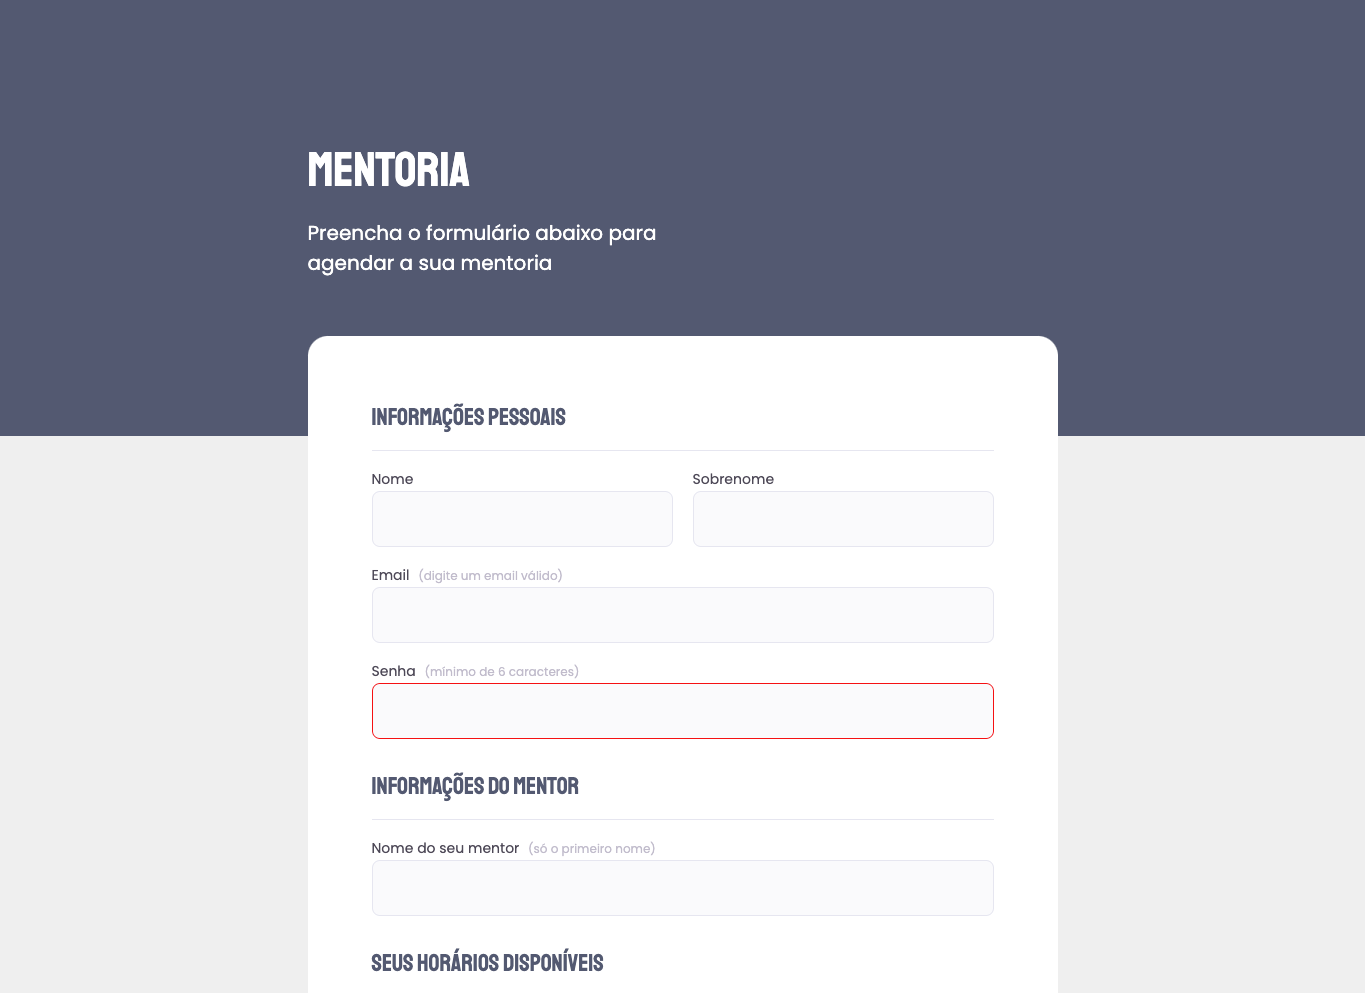 MENTORIA
Preencha o formulário abaixo para
agendar a sua mentoria
INFORMAÇÕES PESSOAIS
Nome
Sobrenome
Email (digite um email válido)
Senha (mínimo de 6 caracteres)
INFORMAÇÕES DO MENTOR
Nome do seu mentor (só o primeiro nome)
SEUS HORÁRIOS DISPONÍVEIS